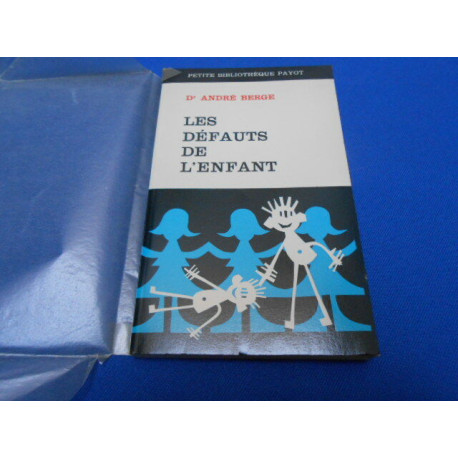 PETITE BIBLIOTHÈQUE PAYOT
Dr ANDRÉ BERGE
LES
DÉFAUTS
DE
L'ENFANT